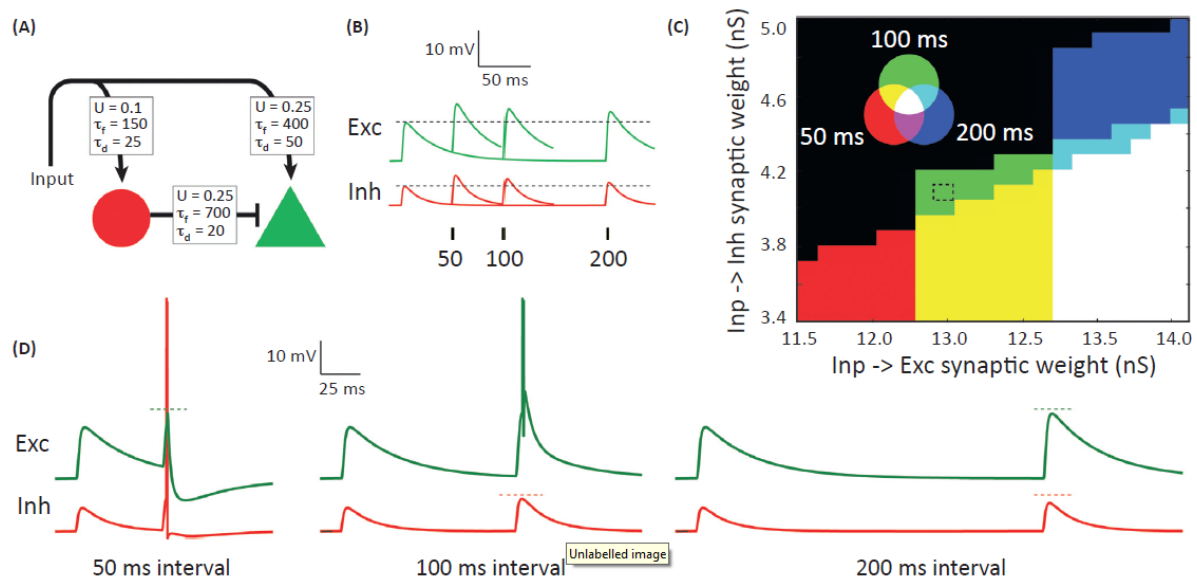 (A)
U = 0.1
τf = 150
τd = 25
U = 0.25
τf = 400
τd = 50
Input
U = 0.25
τf = 700
τd = 20
(B)
10 mV
50 ms
Exc
Inh
50
100
200
(C)
Inp -> Inh synaptic weight (nS)
5.0
4.6
4.2
3.8
3.4
100 ms
50 ms
200 ms
11.5
12.0
13.0
12.5
13.5
14.0
Inp -> Exc synaptic weight (nS)
(D)
10 mV
25 ms
Exc
Inh
50 ms interval
100 ms interval
200 ms interval
Unlabelled image